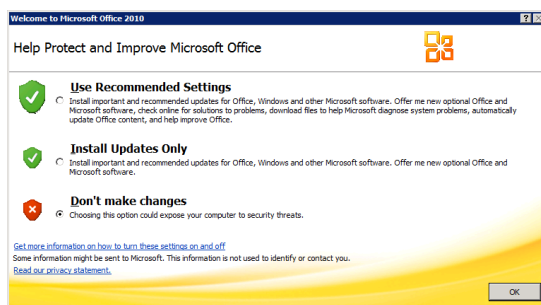 Welcome to Microsoft Office 2010
Help Protect and Improve Microsoft Office
Use Recommended Settings
Install important and recommended updates for Office, Windows and other Microsoft software. Offer me new optional Office and
Microsoft software, check online for solutions to problems, download files to help Microsoft diagnose system problems, automatically
update Office content, and help improve Office.
Install Updates Only
Install important and recommended updates for Office, Windows and other Microsoft software. Offer me new optional Office and
Microsoft software.
Don't make changes
Choosing this option could expose your computer to security threats.
Get more information on how to turn these settings on and off
Some information might be sent to Microsoft. This information is not used to identify or contact you.
Read our privacy statement.
OK